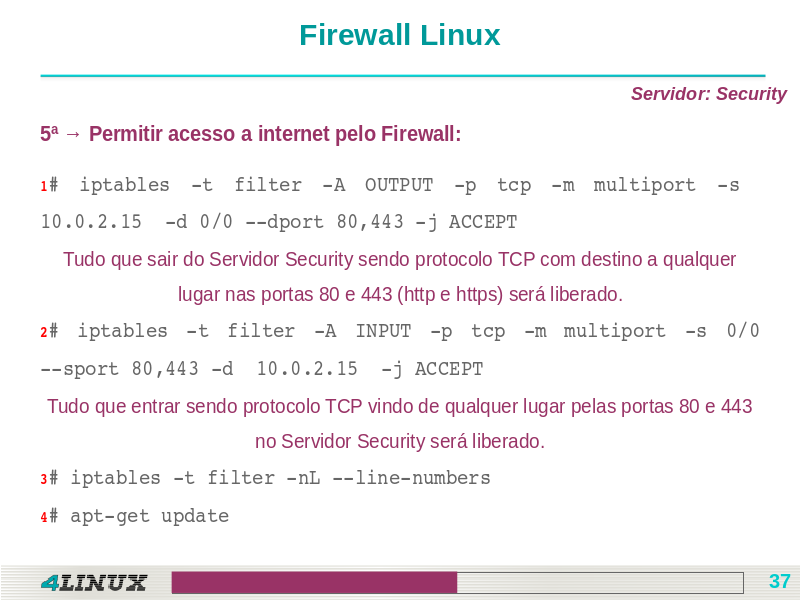 Firewall Linux
Servidor: Security
5ª → Permitir acesso a internet pelo Firewall:
1# iptables -t filter -A OUTPUT -p tcp -m multiport -s
10.0.2.15 -d 0/0 --dport 80,443 -j ACCEPT
Tudo que sair do Servidor Security sendo protocolo TCP com destino a qualquer
lugar nas portas 80 e 443 (http e https) será liberado.
2# iptables -t filter -A INPUT -p tcp -m multiport -s 0/0
--sport 80,443 -d 10.0.2.15 -j ACCEPT
Tudo que entrar sendo protocolo TCP vindo de qualquer lugar pelas portas 80 e 443
no Servidor Security será liberado.
3# iptables -t filter -nL --line-numbers
4# apt-get update
4LINUX
37